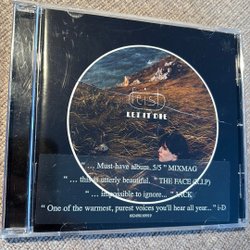 feist
LET IT DIE
"... Must-have album. 5/5" MIXMAG
"... this is utterly beautiful." THE FACE (R.I.P)
"... impossible to ignore..." JACK
"One of the warmest, purest voices you'll hear all year..." i-D